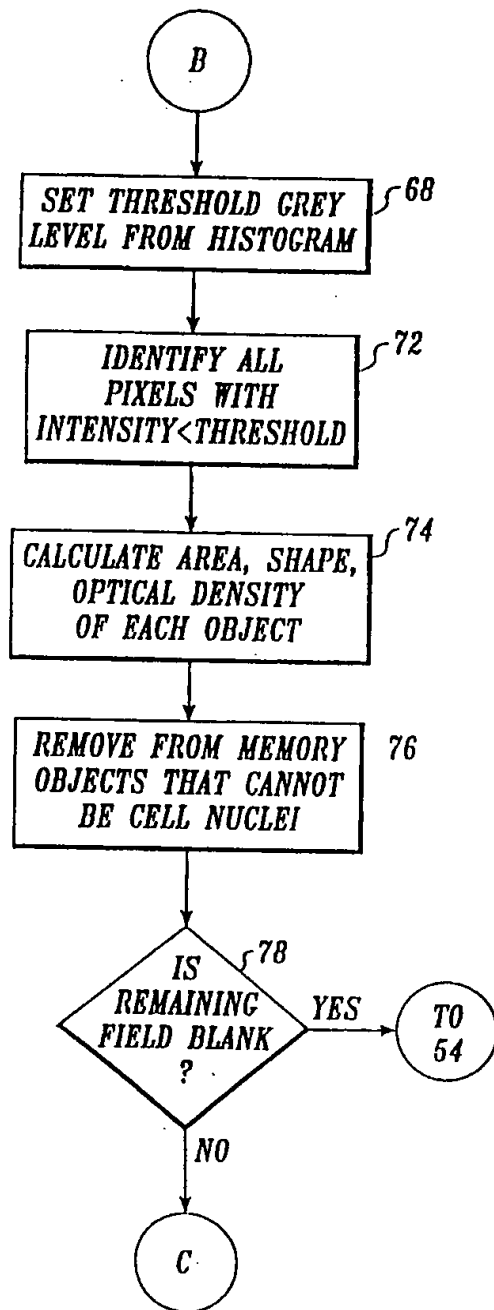 B
SET THRESHOLD GREY
LEVEL FROM HISTOGRAM
68
IDENTIFY ALL
PIXELS WITH
INTENSITY<THRESHOLD
72
CALCULATE AREA, SHAPE,
OPTICAL DENSITY
OF EACH OBJECT
74
REMOVE FROM MEMORY
OBJECTS THAT CANNOT
BE CELL NUCLEI
76
78
IS
REMAINING
FIELD BLANK
?
YES
TO
54
NO
C